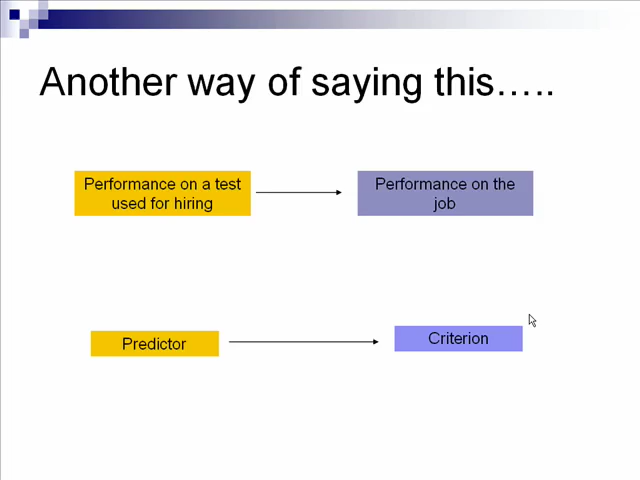 Another way of saying this…..
Performance on a test
used for hiring
Performance on the
job
Predictor
Criterion